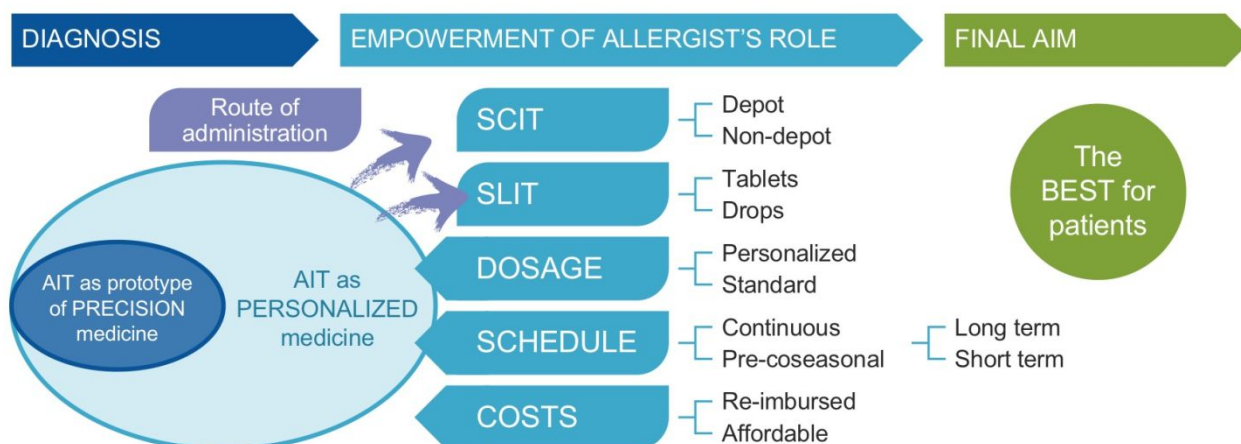 DIAGNOSIS
EMPOWERMENT OF ALLERGIST'S ROLE
FINAL AIM
Route of
administration
AIT as prototype
of PRECISION
medicine
AIT as
PERSONALIZED
medicine
SCIT
Depot
Non-depot
SLIT
Tablets
Drops
DOSAGE
Personalized
Standard
SCHEDULE
Continuous
Pre-coseasonal
Long term
Short term
COSTS
Re-imbursed
Affordable
The
BEST for
patients